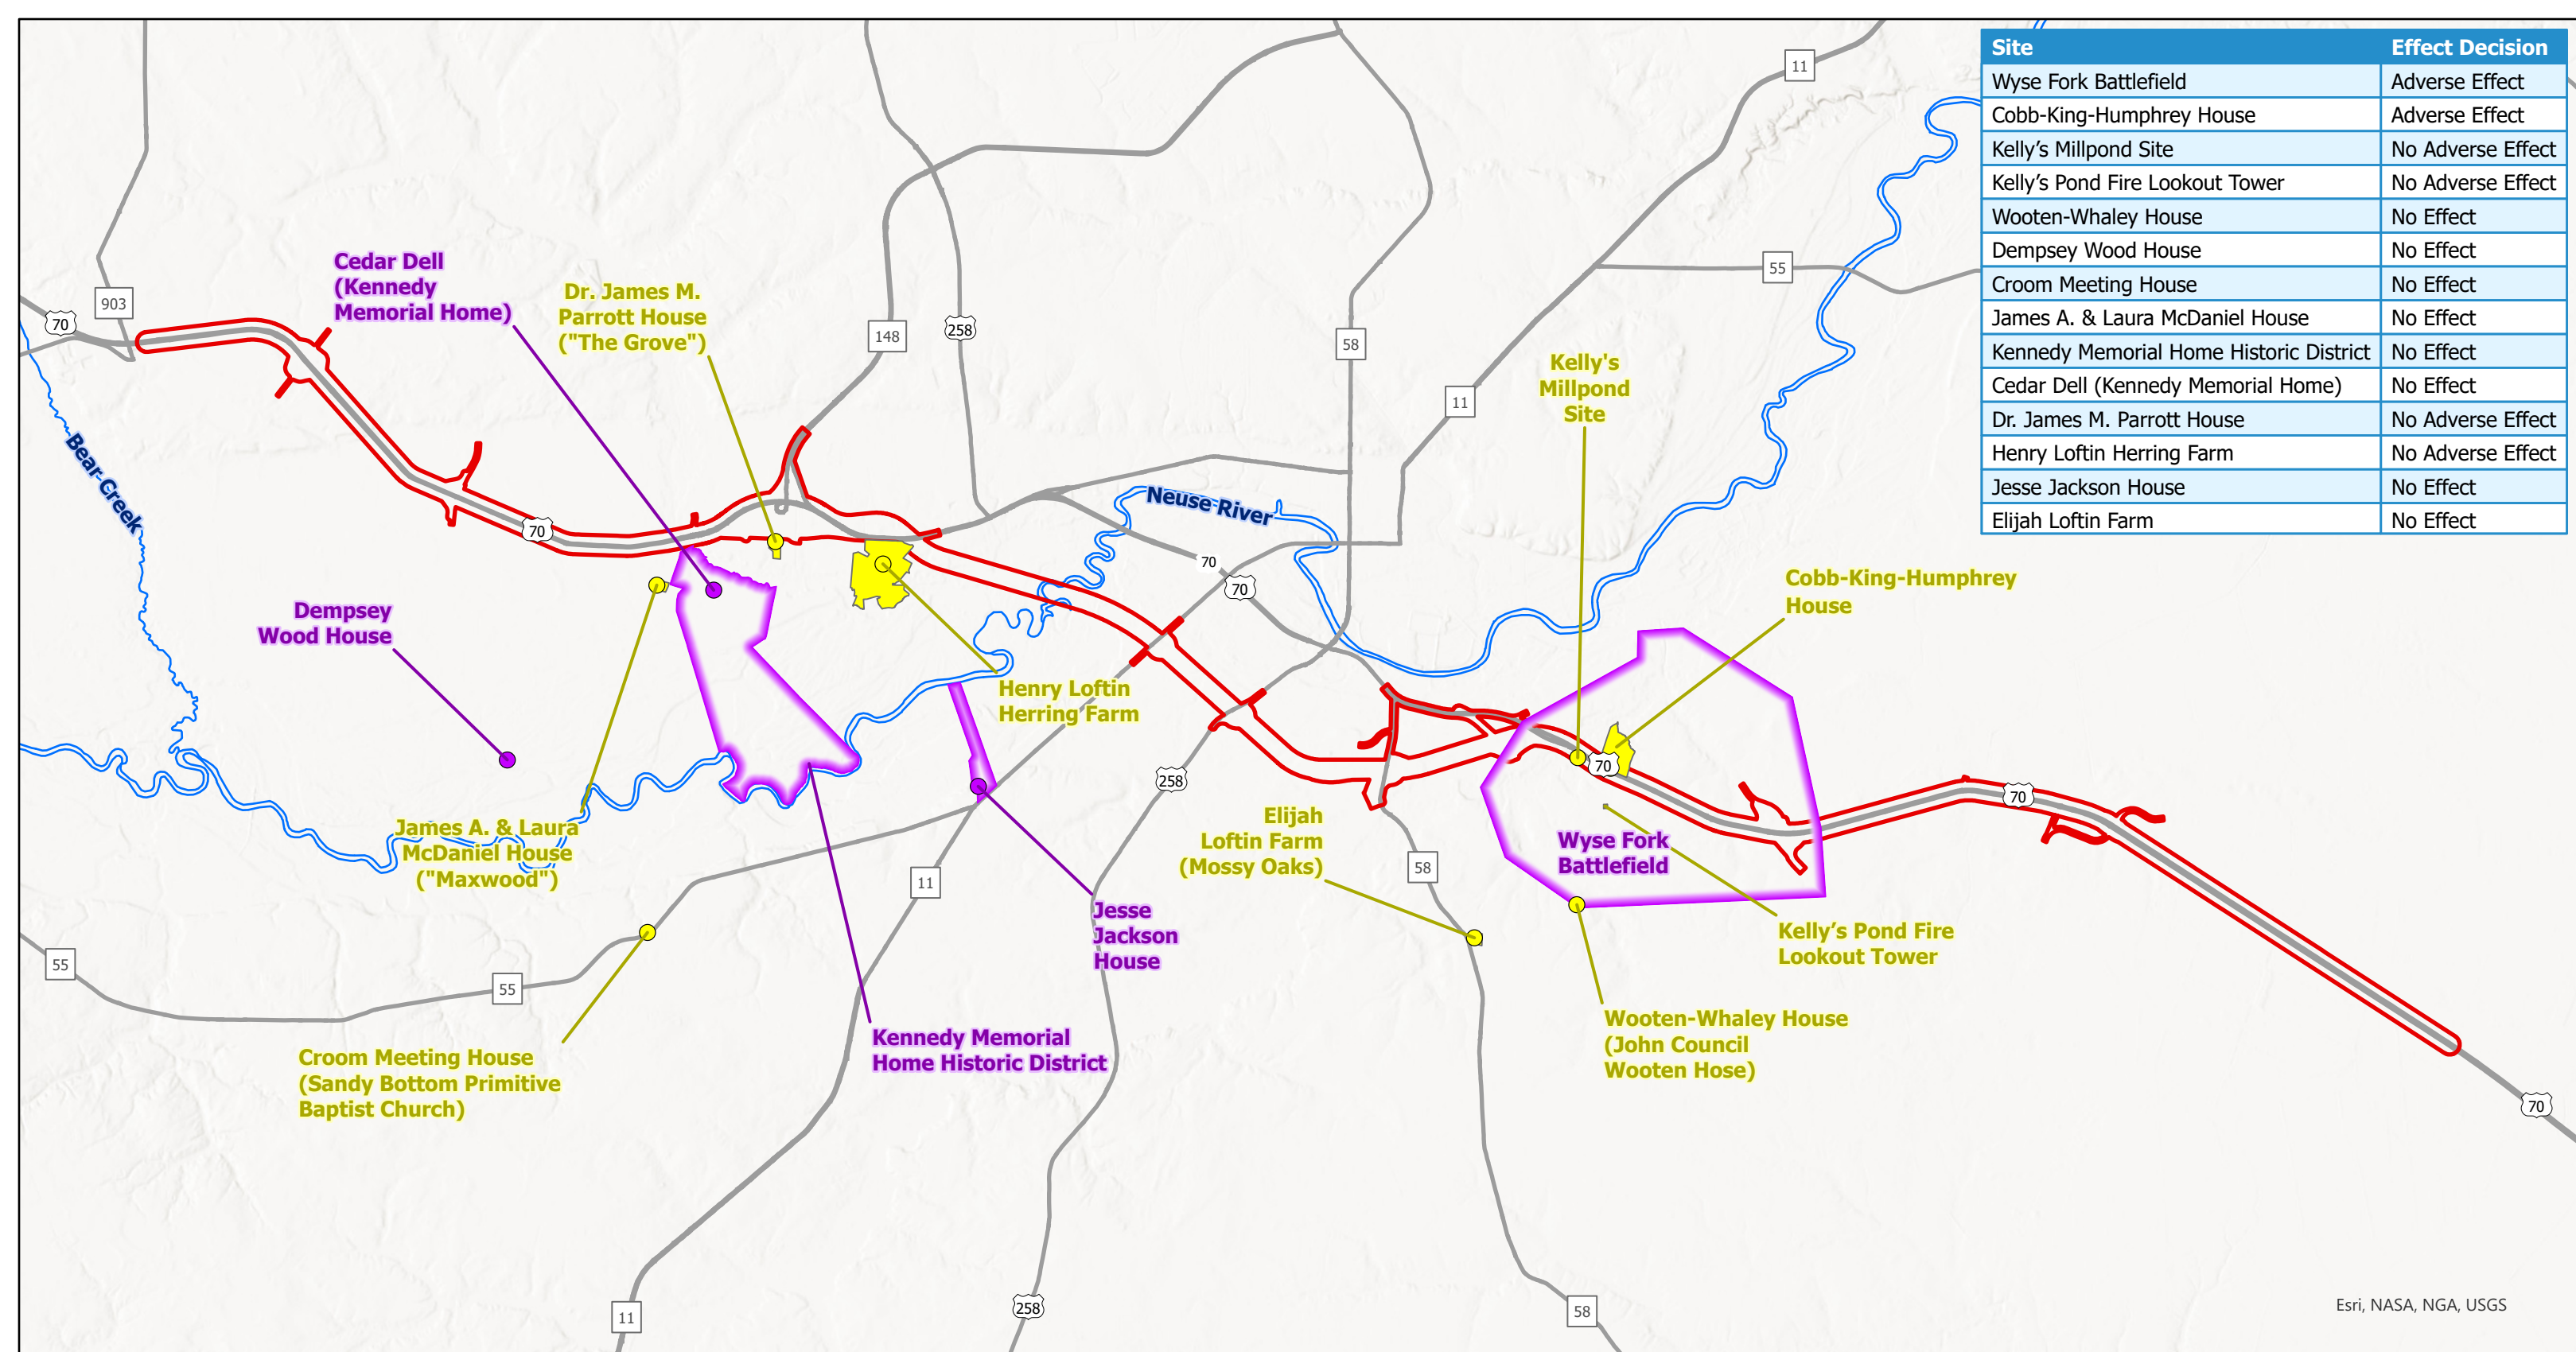 Site Effect Decision
Wyse Fork Battlefield Adverse Effect
Cobb-King-Humphrey House Adverse Effect
Kelly’s Millpond Site No Adverse Effect
Kelly’s Pond Fire Lookout Tower No Adverse Effect
Wooten-Whaley House No Effect
Dempsey Wood House No Effect
Croom Meeting House No Effect
James A. & Laura McDaniel House No Effect
Kennedy Memorial Home Historic District No Effect
Cedar Dell (Kennedy Memorial Home) No Effect
Dr. James M. Parrott House No Adverse Effect
Henry Loftin Herring Farm No Adverse Effect
Jesse Jackson House No Effect
Elijah Loftin Farm No Effect
11
55
903
70
Cedar Dell
(Kennedy
Memorial Home)
Dr. James M.
Parrott House
("The Grove")
148
258
58
11
Kelly's
Millpond
Site
Bear Creek
70
Neuse River
70
70
Cobb-King-Humphrey
House
Dempsey
Wood House
Henry Loftin
Herring Farm
258
70
70
James A. & Laura
McDaniel House
("Maxwood")
Elijah
Loftin Farm
(Mossy Oaks)
Wyse Fork
Battlefield
58
11
Jesse
Jackson
House
Kelly’s Pond Fire
Lookout Tower
55
55
Kennedy Memorial
Home Historic District
Wooten-Whaley House
(John Council
Wooten Hose)
Croom Meeting House
(Sandy Bottom Primitive
Baptist Church)
70
11
258
58
Esri, NASA, NGA, USGS